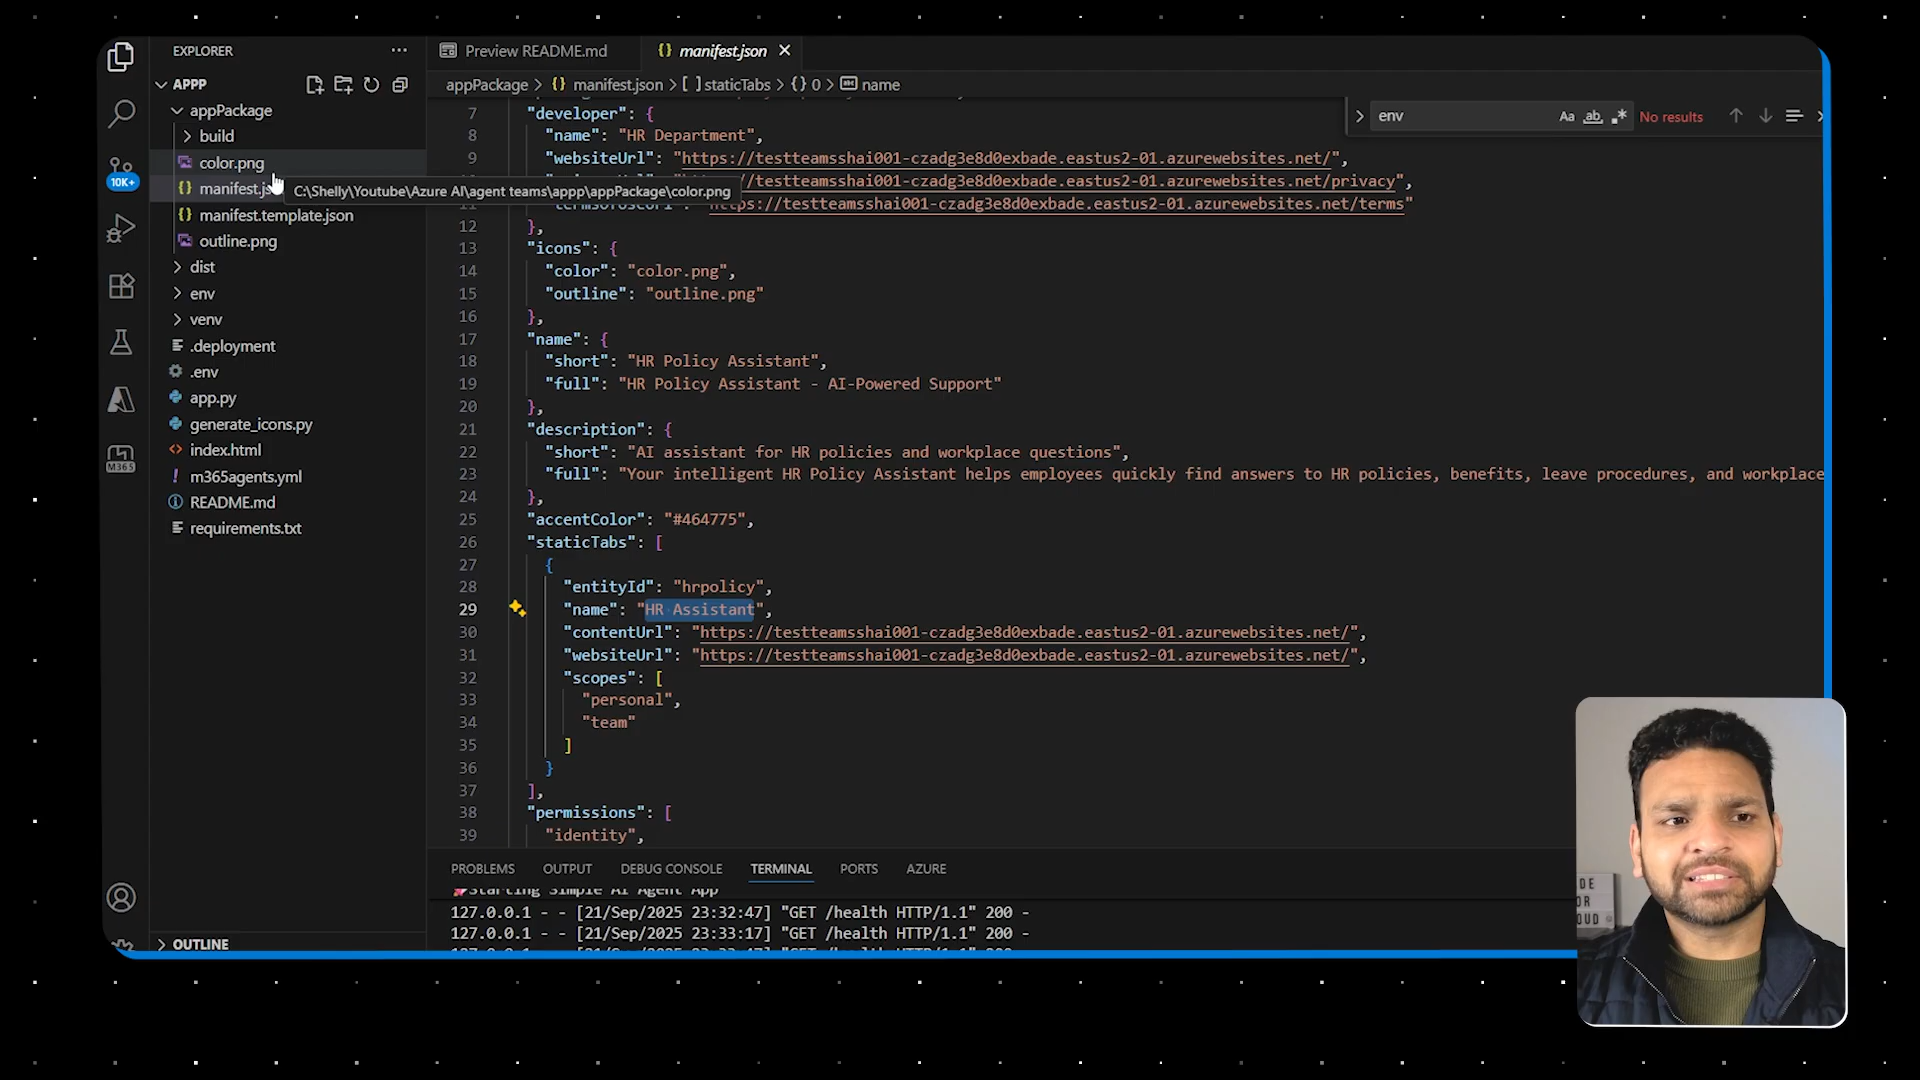 EXPLORER
APPP
appPackage
build
color.png
manifest.js
manifest.template.json
outline.png
dist
env
venv
.deployment
.env
app.py
generate_icons.py
index.html
m365agents.yml
README.md
requirements.txt
OUTLINE
10K+
M365
Preview README.md
{} manifest.json
appPackage > {} manifest.json > [ ] staticTabs > {} 0 > name
env
Aa
ab
No results
C:\Shelly\Youtube\Azure AI\agent teams\appp\appPackage\color.png
7 "developer": {
8 "name": "HR Department",
9 "websiteUrl": "https://testteamsshai001-czadg3e8d0exbade.eastus2-01.azurewebsites.net/",
//testteamsshai001-czadg3e8d0exbade.eastus2-01.azurewebsites.net/privacy",
https://testteamsshai001-czadg3e8d0exbade.eastus2-01.azurewebsites.net/terms"
12 },
13 "icons": {
14 "color": "color.png",
15 "outline": "outline.png"
16 },
17 "name": {
18 "short": "HR Policy Assistant",
19 "full": "HR Policy Assistant - AI-Powered Support"
20 },
21 "description": {
22 "short": "AI assistant for HR policies and workplace questions",
23 "full": "Your intelligent HR Policy Assistant helps employees quickly find answers to HR policies, benefits, leave procedures, and workplace
24 },
25 "accentColor": "#464775",
26 "staticTabs": [
27 {
28 "entityId": "hrpolicy",
29 "name": "HR Assistant",
30 "contentUrl": "https://testteamsshai001-czadg3e8d0exbade.eastus2-01.azurewebsites.net/",
31 "websiteUrl": "https://testteamsshai001-czadg3e8d0exbade.eastus2-01.azurewebsites.net/",
32 "scopes": [
33 "personal",
34 "team"
35 ]
36 }
37 ],
38 "permissions": [
39 "identity",
PROBLEMS OUTPUT DEBUG CONSOLE TERMINAL PORTS AZURE
Starting Simple AI Agent App
127.0.0.1 - - [21/Sep/2025 23:32:47] "GET /health HTTP/1.1" 200 -
127.0.0.1 - - [21/Sep/2025 23:33:17] "GET /health HTTP/1.1" 200 -